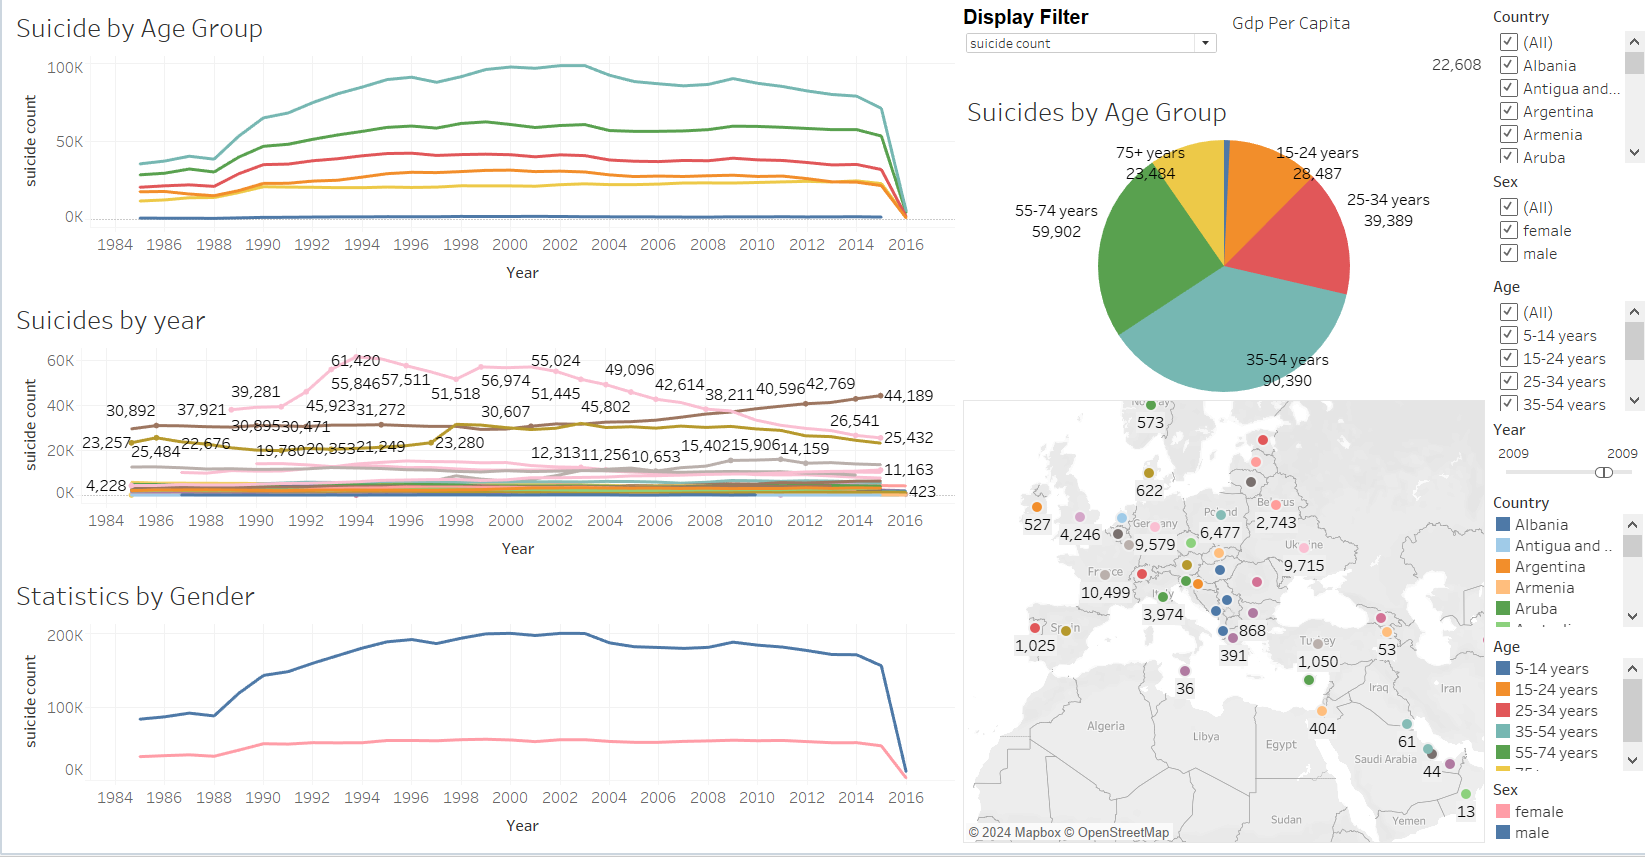 Suicide by Age Group
100K
50K
0K
suicide count
1984 1986 1988 1990 1992 1994 1996 1998 2000 2002 2004 2006 2008 2010 2012 2014 2016
Year
Suicides by year
60K
40K
20K
0K
suicide count
61,420
55,024
39,281
55,846
57,511
56,974
49,096
30,892
37,921
45,923
31,272
51,518
51,445
42,614
38,211
40,596
42,769
44,189
30,895
30,471
30,607
45,802
26,541
23,257
22,676
23,280
25,432
25,484
19,780
20,353
21,249
12,313
11,256
10,653
15,402
15,906
14,159
11,163
4,228
423
1984 1986 1988 1990 1992 1994 1996 1998 2000 2002 2004 2006 2008 2010 2012 2014 2016
Year
Statistics by Gender
200K
100K
0K
suicide count
1984 1986 1988 1990 1992 1994 1996 1998 2000 2002 2004 2006 2008 2010 2012 2014 2016
Year
Display Filter
suicide count
Gdp Per Capita
22,608
Suicides by Age Group
75+ years
23,484
15-24 years
28,487
25-34 years
39,389
55-74 years
59,902
35-54 years
90,390
573
622
527
4,246
Germany
9,579
Poland
6,477
Belarus
2,743
Ukraine
9,715
France
10,499
Italy
3,974
Spain
1,025
868
391
Turkey
1,050
53
36
404
Iraq
Iran
Algeria
Libya
Egypt
61
Saudi Arabia
44
13
Sudan
Yemen
© 2024 Mapbox © OpenStreetMap
Country
(All)
Albania
Antigua and...
Argentina
Armenia
Aruba
Sex
(All)
female
male
Age
(All)
5-14 years
15-24 years
25-34 years
35-54 years
Year
2009 2009
Country
Albania
Antigua and ..
Argentina
Armenia
Aruba
Age
5-14 years
15-24 years
25-34 years
35-54 years
55-74 years
Sex
female
male